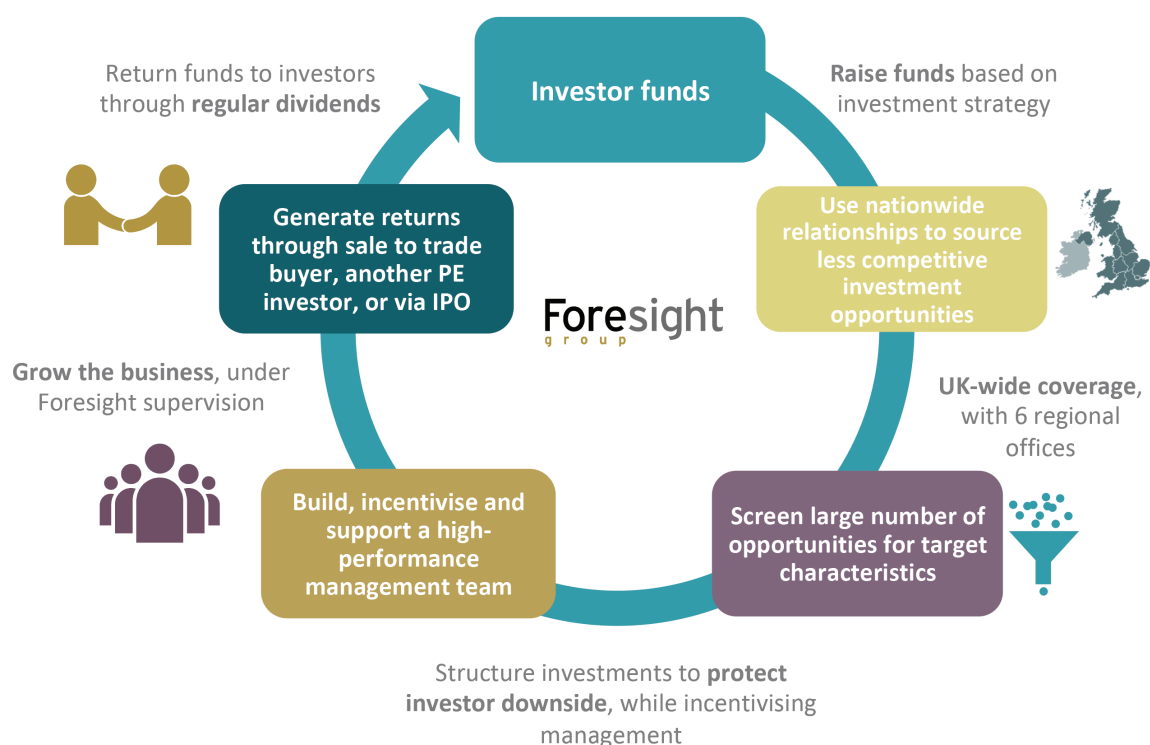 Investor funds
Raise funds based on
investment strategy
Use nationwide
relationships to source
less competitive
investment
opportunities
UK-wide coverage,
with 6 regional
offices
Screen large number of
opportunities for target
characteristics
Structure investments to protect
investor downside, while incentivising
management
Build, incentivise and
support a high-
performance
management team
Grow the business, under
Foresight supervision
Generate returns
through sale to trade
buyer, another PE
investor, or via IPO
Return funds to investors
through regular dividends
Foresight
group